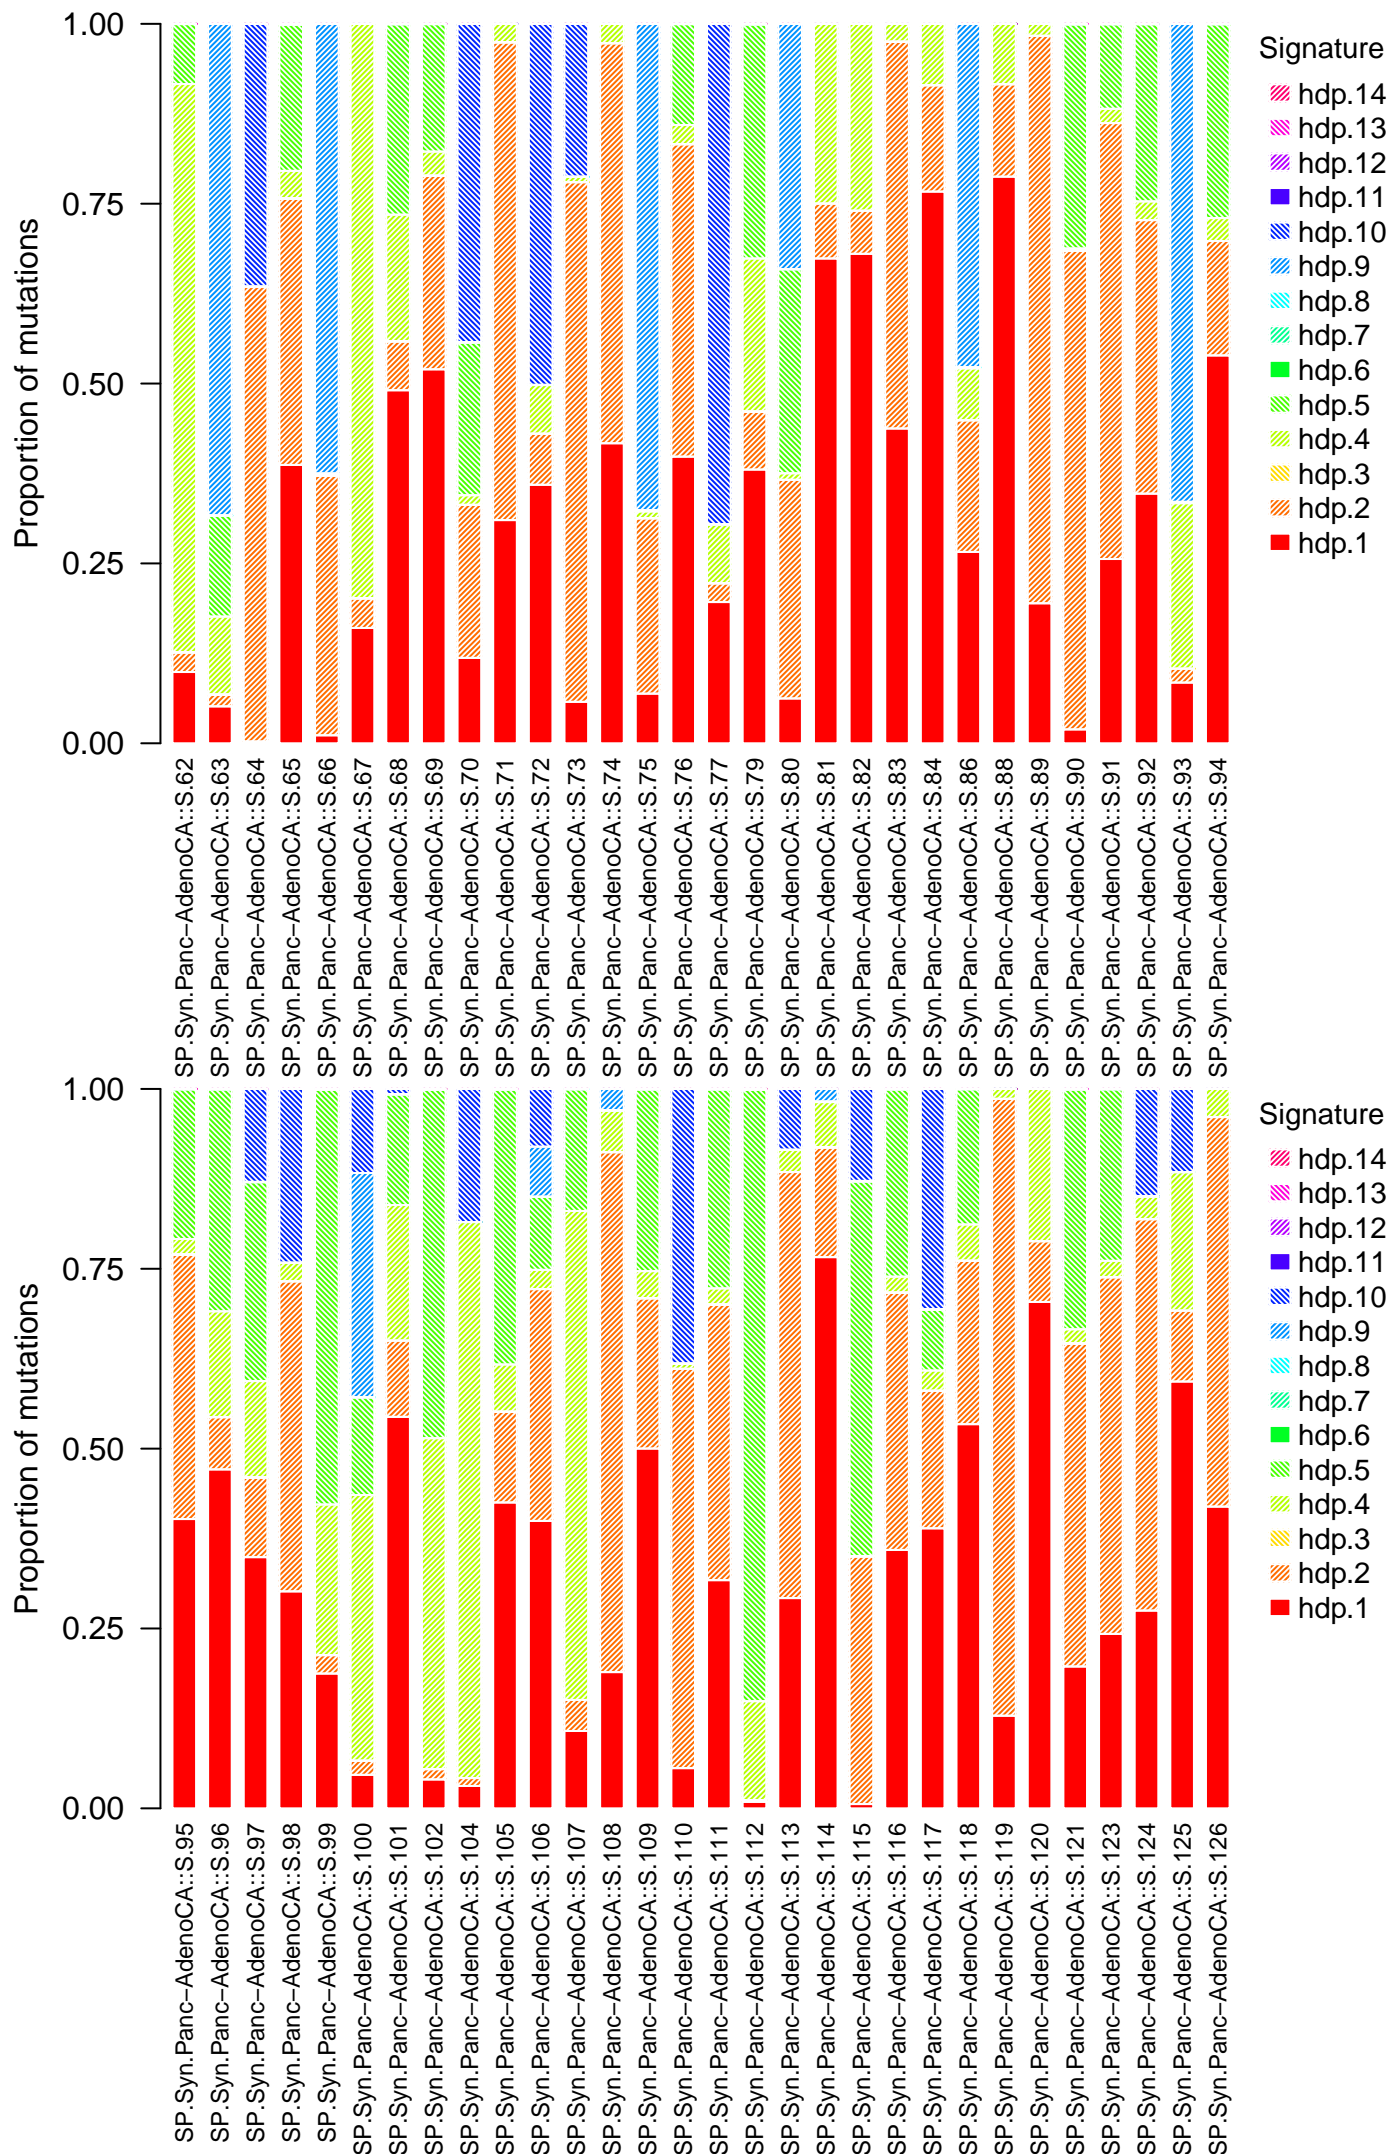 Proportion of mutations
1.00
0.75
0.50
0.25
0.00
SP.Syn.Panc−AdenoCA::S.62
SP.Syn.Panc−AdenoCA::S.63
SP.Syn.Panc−AdenoCA::S.64
SP.Syn.Panc−AdenoCA::S.65
SP.Syn.Panc−AdenoCA::S.66
SP.Syn.Panc−AdenoCA::S.67
SP.Syn.Panc−AdenoCA::S.68
SP.Syn.Panc−AdenoCA::S.69
SP.Syn.Panc−AdenoCA::S.70
SP.Syn.Panc−AdenoCA::S.71
SP.Syn.Panc−AdenoCA::S.72
SP.Syn.Panc−AdenoCA::S.73
SP.Syn.Panc−AdenoCA::S.74
SP.Syn.Panc−AdenoCA::S.75
SP.Syn.Panc−AdenoCA::S.76
SP.Syn.Panc−AdenoCA::S.77
SP.Syn.Panc−AdenoCA::S.79
SP.Syn.Panc−AdenoCA::S.80
SP.Syn.Panc−AdenoCA::S.81
SP.Syn.Panc−AdenoCA::S.82
SP.Syn.Panc−AdenoCA::S.83
SP.Syn.Panc−AdenoCA::S.84
SP.Syn.Panc−AdenoCA::S.86
SP.Syn.Panc−AdenoCA::S.88
SP.Syn.Panc−AdenoCA::S.89
SP.Syn.Panc−AdenoCA::S.90
SP.Syn.Panc−AdenoCA::S.91
SP.Syn.Panc−AdenoCA::S.92
SP.Syn.Panc−AdenoCA::S.93
SP.Syn.Panc−AdenoCA::S.94
Signature
hdp.14
hdp.13
hdp.12
hdp.11
hdp.10
hdp.9
hdp.8
hdp.7
hdp.6
hdp.5
hdp.4
hdp.3
hdp.2
hdp.1
Proportion of mutations
1.00
0.75
0.50
0.25
0.00
SP.Syn.Panc−AdenoCA::S.95
SP.Syn.Panc−AdenoCA::S.96
SP.Syn.Panc−AdenoCA::S.97
SP.Syn.Panc−AdenoCA::S.98
SP.Syn.Panc−AdenoCA::S.99
SP.Syn.Panc−AdenoCA::S.100
SP.Syn.Panc−AdenoCA::S.101
SP.Syn.Panc−AdenoCA::S.102
SP.Syn.Panc−AdenoCA::S.104
SP.Syn.Panc−AdenoCA::S.105
SP.Syn.Panc−AdenoCA::S.106
SP.Syn.Panc−AdenoCA::S.107
SP.Syn.Panc−AdenoCA::S.108
SP.Syn.Panc−AdenoCA::S.109
SP.Syn.Panc−AdenoCA::S.110
SP.Syn.Panc−AdenoCA::S.111
SP.Syn.Panc−AdenoCA::S.112
SP.Syn.Panc−AdenoCA::S.113
SP.Syn.Panc−AdenoCA::S.114
SP.Syn.Panc−AdenoCA::S.115
SP.Syn.Panc−AdenoCA::S.116
SP.Syn.Panc−AdenoCA::S.117
SP.Syn.Panc−AdenoCA::S.118
SP.Syn.Panc−AdenoCA::S.119
SP.Syn.Panc−AdenoCA::S.120
SP.Syn.Panc−AdenoCA::S.121
SP.Syn.Panc−AdenoCA::S.123
SP.Syn.Panc−AdenoCA::S.124
SP.Syn.Panc−AdenoCA::S.125
SP.Syn.Panc−AdenoCA::S.126
Signature
hdp.14
hdp.13
hdp.12
hdp.11
hdp.10
hdp.9
hdp.8
hdp.7
hdp.6
hdp.5
hdp.4
hdp.3
hdp.2
hdp.1